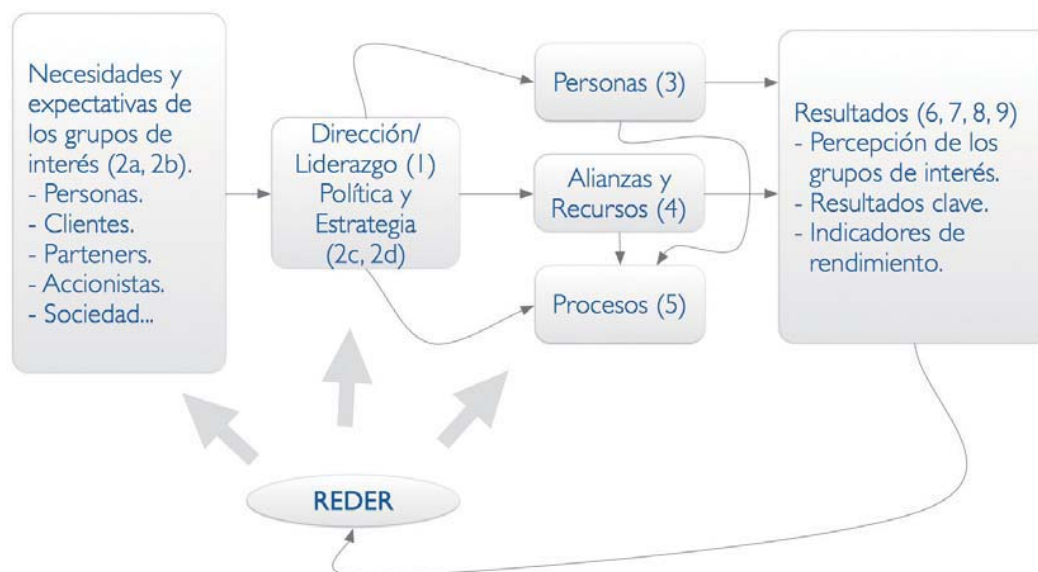 Necesidades y
expectativas de
los grupos de
interés (2a, 2b).
- Personas.
- Clientes.
- Parteners.
- Accionistas.
- Sociedad...
Dirección/
Liderazgo (1)
Política y
Estrategia
(2c, 2d)
Personas (3)
Alianzas y
Recursos (4)
Procesos (5)
Resultados (6, 7, 8, 9)
- Percepción de los
grupos de interés.
- Resultados clave.
- Indicadores de
rendimiento.
REDER